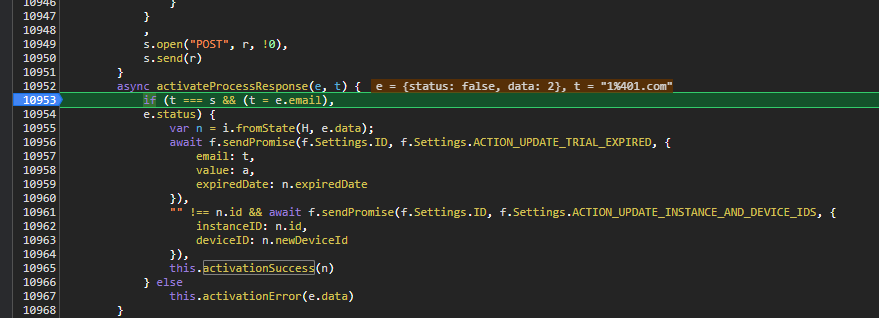 10946 }
10947 }
10948 ,
10949 s.open("POST", r, !0),
10950 s.send(r)
10951 }
10952 async activateProcessResponse(e, t) { e = {status: false, data: 2}, t = "1%401.com"
10953 if (t === s && (t = e.email),
10954 e.status) {
10955 var n = i.fromState(H, e.data);
10956 await f.sendPromise(f.Settings.ID, f.Settings.ACTION_UPDATE_TRIAL_EXPIRED, {
10957 email: t,
10958 value: a,
10959 expiredDate: n.expiredDate
10960 }),
10961 "" !== n.id && await f.sendPromise(f.Settings.ID, f.Settings.ACTION_UPDATE_INSTANCE_AND_DEVICE_IDS, {
10962 instanceID: n.id,
10963 deviceID: n.newDeviceId
10964 }),
10965 this.activationSuccess(n)
10966 } else
10967 this.activationError(e.data)
10968 }